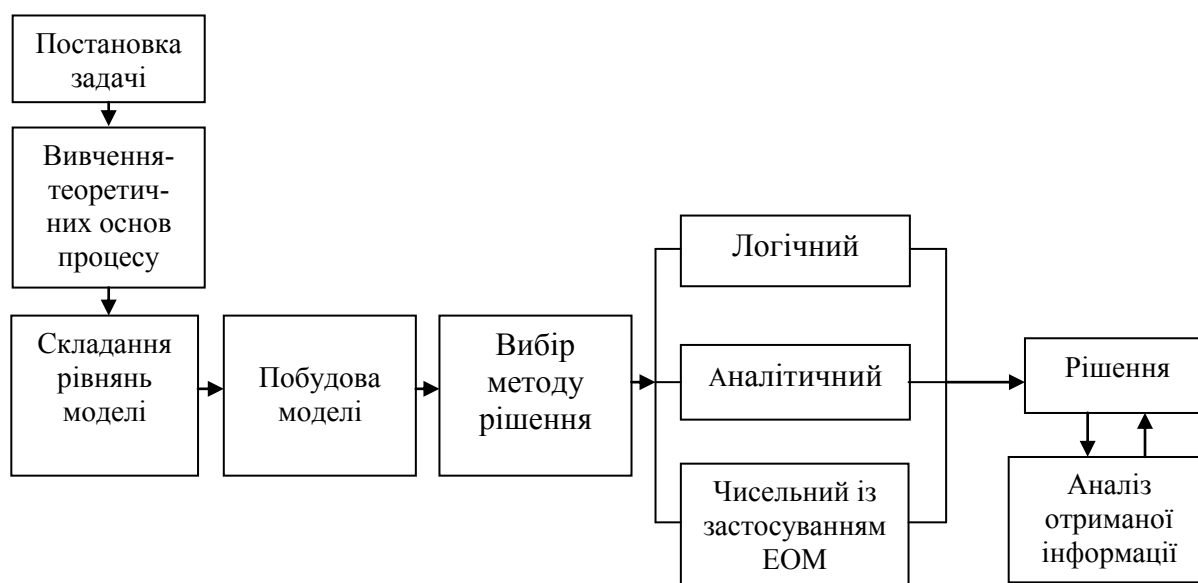 Постановка
задачі
Вивчення-
теоретич-
них основ
процесу
Складання
рівнянь
моделі
Побудова
моделі
Вибір
методу
рішення
Логічний
Аналітичний
Чисельний із
застосуванням
ЕОМ
Рішення
Аналіз
отриманої
інформації